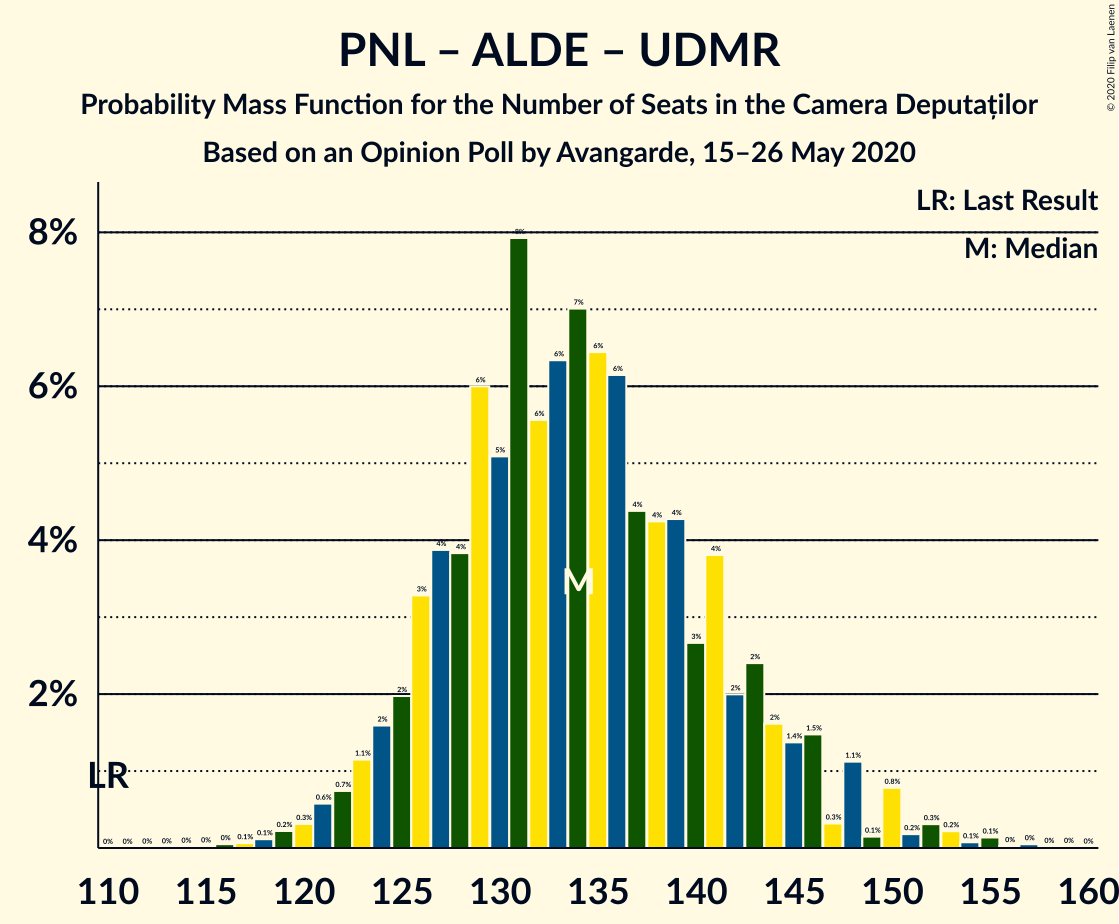 PNL – ALDE – UDMR
Probability Mass Function for the Number of Seats in the Camera Deputaților
Based on an Opinion Poll by Avangarde, 15–26 May 2020
© 2020 Filip van Laenen
LR: Last Result
M: Median
8%
6%
4%
2%
0% 0% 0% 0% 0% 0% 0% 0.1% 0.1% 0.2% 0.3% 0.6% 0.7% 1.1% 2% 2% 3% 4% 4% 6% 5% 8% 6% 6% 7% 6% 6% 4% 4% 4% 3% 4% 2% 2% 2% 1.4% 1.5% 0.3% 1.1% 0.1% 0.8% 0.2% 0.3% 0.2% 0.1% 0.1% 0% 0% 0% 0% 0%
M
LR
110 115 120 125 130 135 140 145 150 155 160